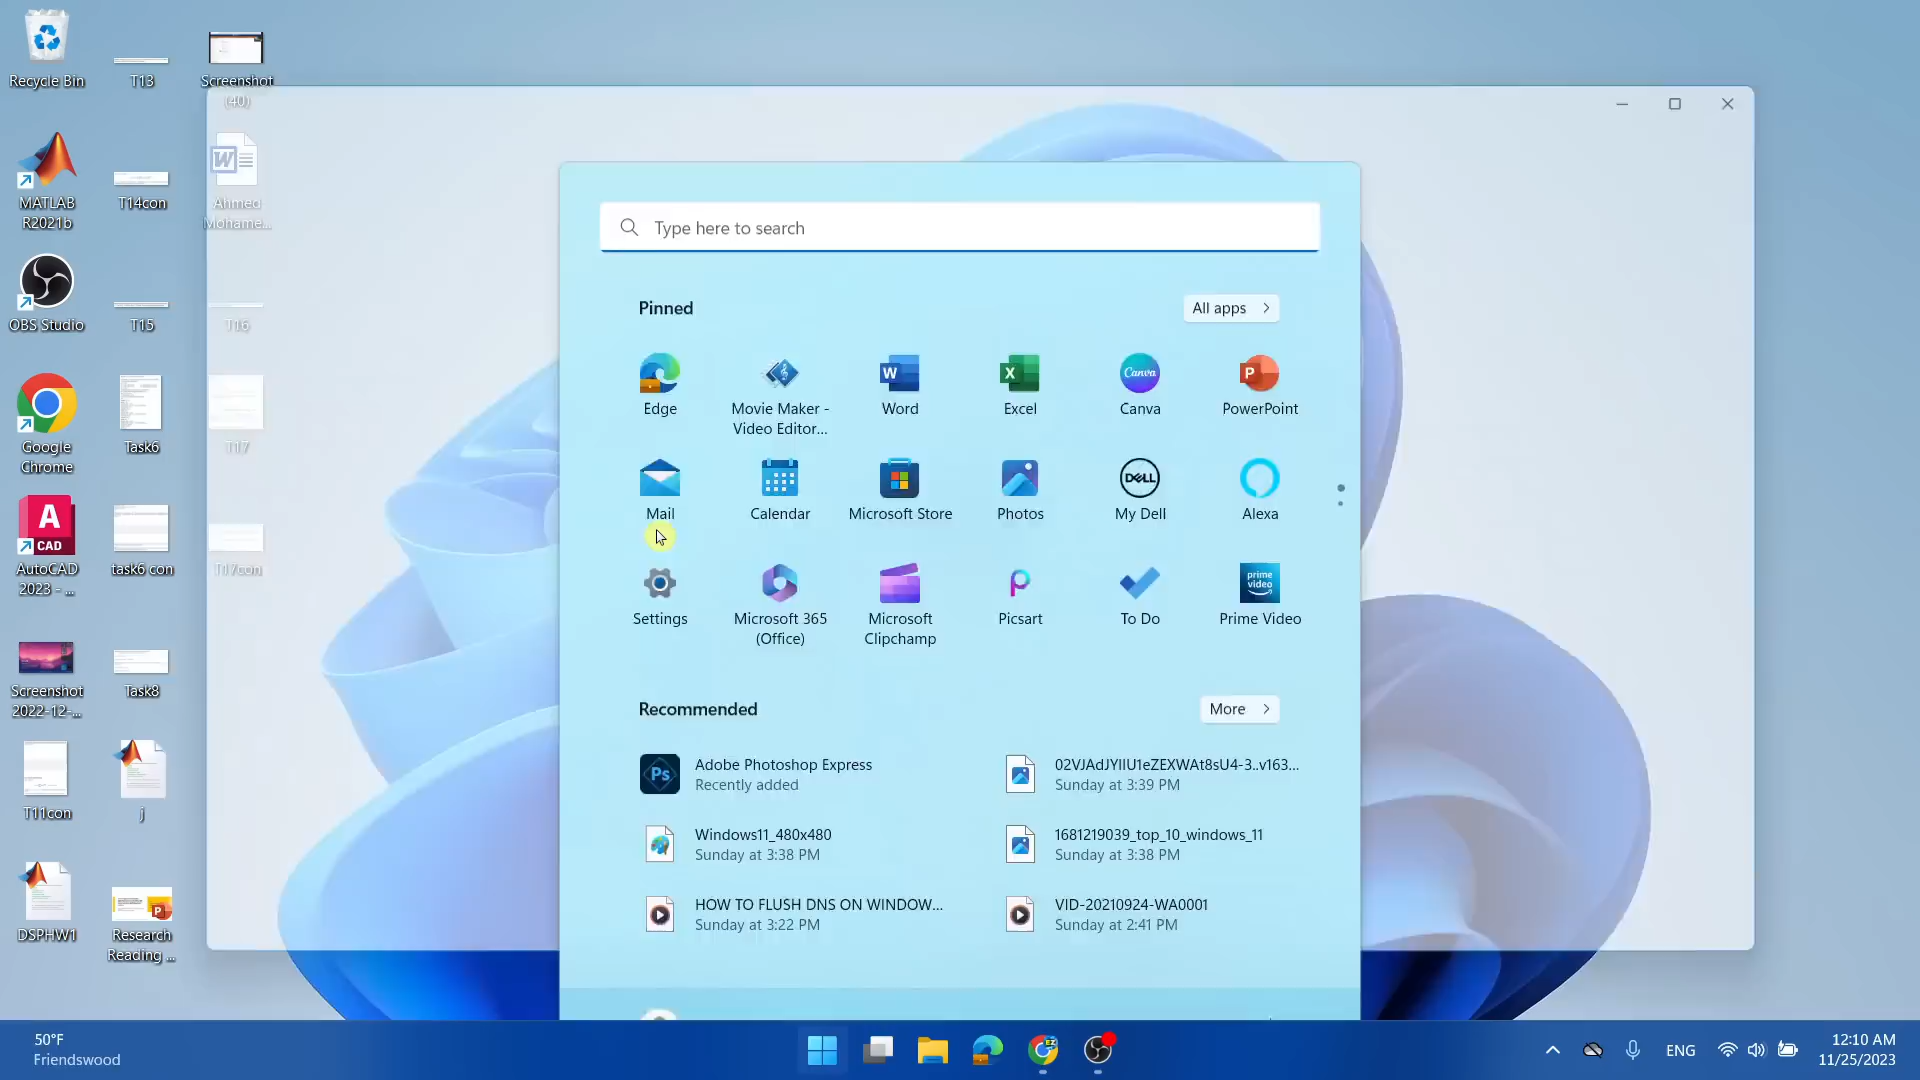 Recycle Bin
T13
Screenshot
(40)
MATLAB
R2021b
T14con
W
Ahmed
Mohame...
OBS Studio
T15
T16
Google
Chrome
Task6
T17
A
CAD
AutoCAD
2023 - ...
task6 con
T17con
Screenshot
2022-12-...
Task8
T11con
j
DSPHW1
Research
Reading ...
Type here to search
Pinned
All apps
Edge
Movie Maker -
Video Editor...
W
Word
X
Excel
Canva
Canva
P
PowerPoint
Mail
Calendar
Microsoft Store
Photos
DELL
My Dell
Alexa
Settings
Microsoft 365
(Office)
Microsoft
Clipchamp
Picsart
To Do
prime
video
Prime Video
Recommended
More
Ps
Adobe Photoshop Express
Recently added
02VJAdJYIIU1eZEXWAt8sU4-3..v163...
Sunday at 3:39 PM
Windows11_480x480
Sunday at 3:38 PM
1681219039_top_10_windows_11
Sunday at 3:38 PM
HOW TO FLUSH DNS ON WINDOW...
Sunday at 3:22 PM
VID-20210924-WA0001
Sunday at 2:41 PM
50°F
Friendswood
ENG
12:10 AM
11/25/2023